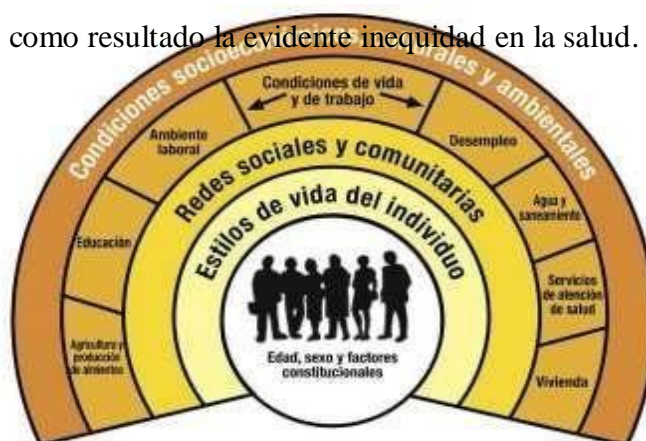 como resultado la evidente inequidad en la salud.
Condiciones socioeconómicas, culturales y ambientales
Condiciones de vida
y de trabajo
Ambiente
laboral
Desempleo
Redes sociales y comunitarias
Agua y
saneamiento
Estilos de vida del individuo
Educación
Servicios
de atención
de salud
Agricultura y
producción
de alimentos
Edad, sexo y factores
constitucionales
Vivienda